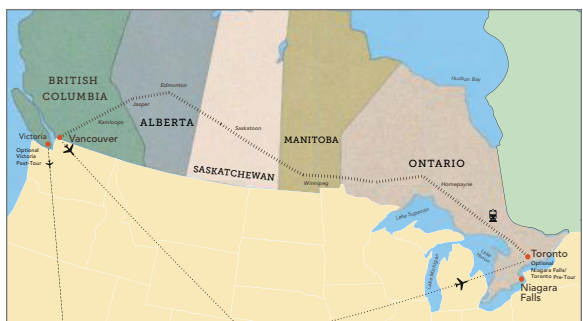 BRITISH
COLUMBIA
Edmonton
Jasper
Kamloops
ALBERTA
Hudson Bay
Saskatoon
Victoria
Optional
Victoria
Post-Tour
Vancouver
MANITOBA
ONTARIO
SASKATCHEWAN
Winnipeg
Hornepayne
Lake Superior
Lake Michigan
Lake
Huron
Toronto
Optional
Niagara Falls/
Toronto Pre-Tour
Niagara
Falls